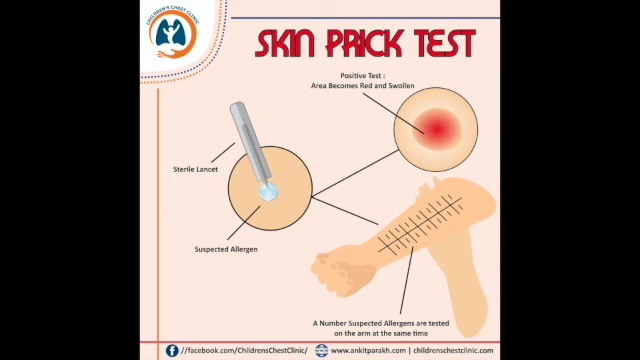 CHILDREN'S CHEST CLINIC
SKIN PRICK TEST
Positive Test :
Area Becomes Red and Swollen
Sterile Lancet
Suspected Allergen
A Number Suspected Allergens are tested
on the arm at the same time
//facebook.com/ChildrensChestClinic/ www.ankitparakh.com | childrenschestclinic.com